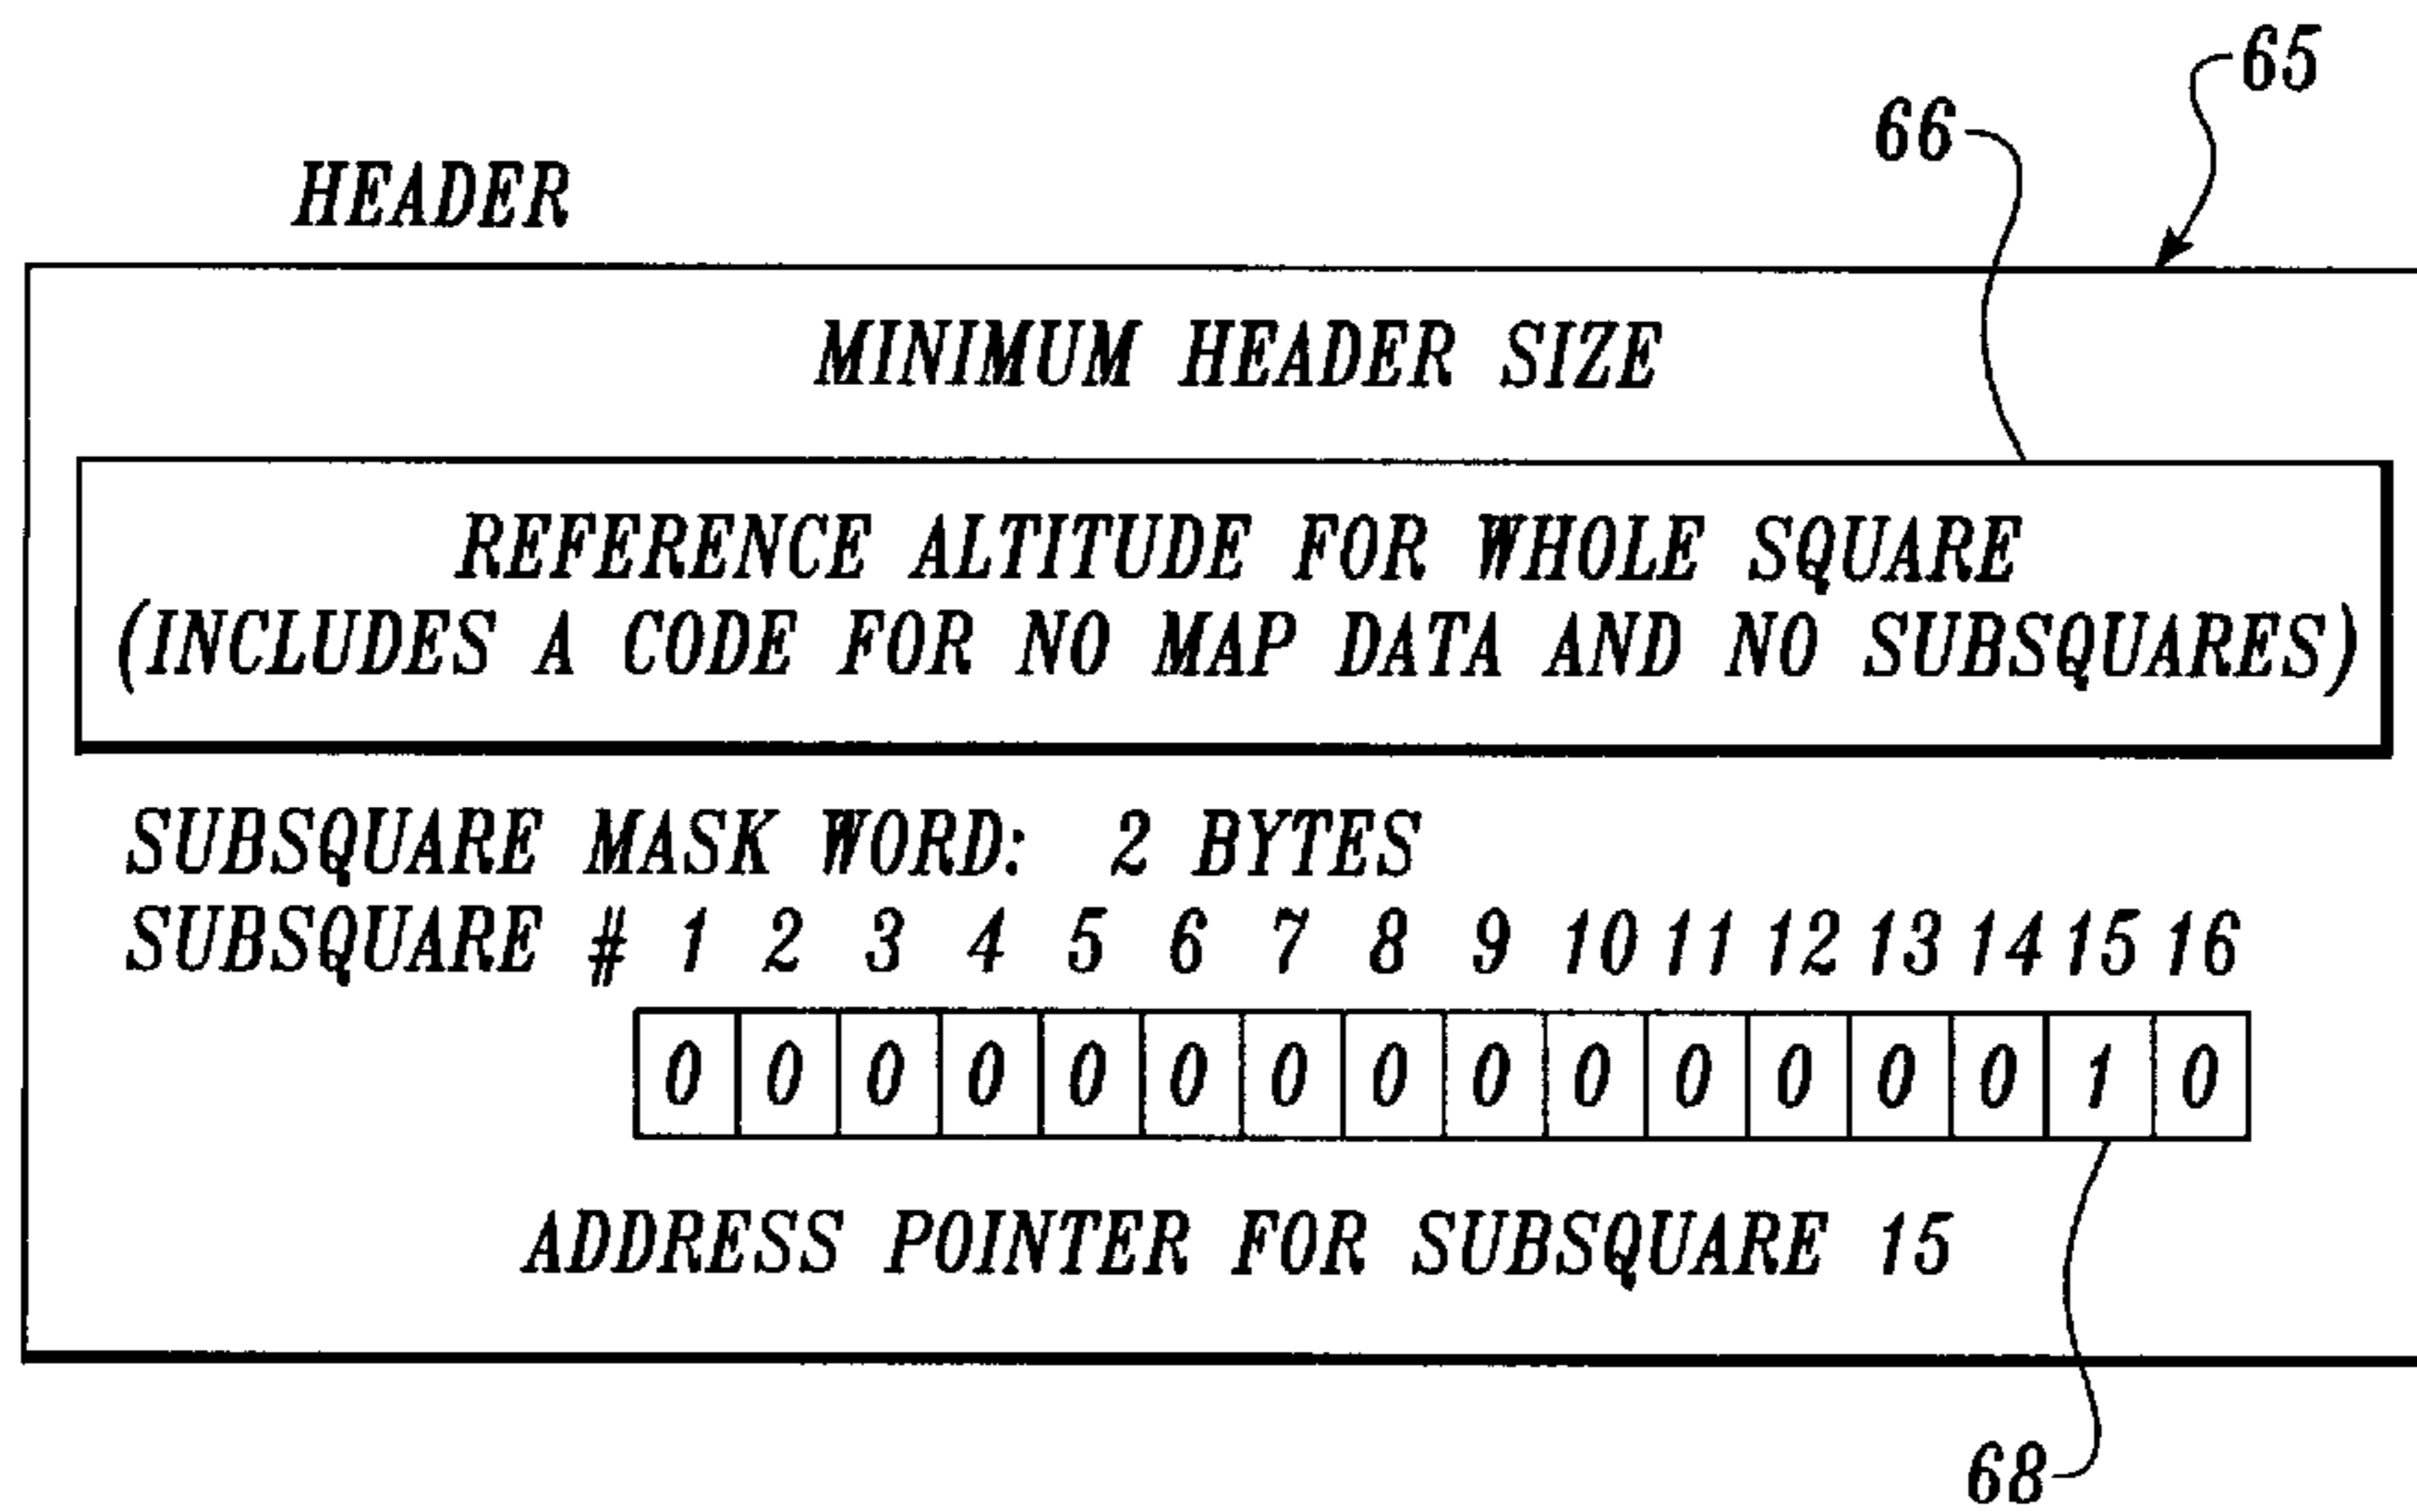 65
66
HEADER
MINIMUM HEADER SIZE
REFERENCE ALTITUDE FOR WHOLE SQUARE
(INCLUDES A CODE FOR NO MAP DATA AND NO SUBSQUARES)
SUBSQUARE MASK WORD: 2 BYTES
SUBSQUARE # 1 2 3 4 5 6 7 8 9 10 11 12 13 14 15 16
0 0 0 0 0 0 0 0 0 0 0 0 0 0 1 0
ADDRESS POINTER FOR SUBSQUARE 15
68